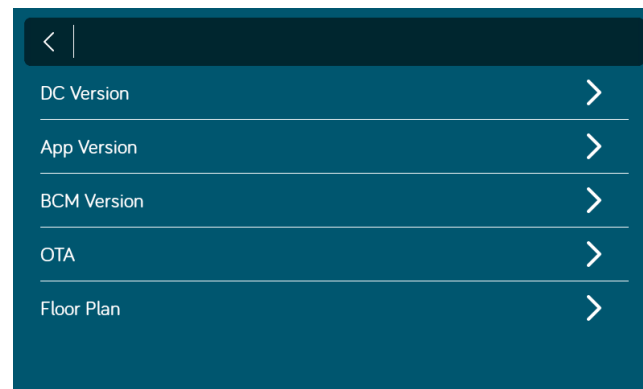 DC Version
App Version
BCM Version
OTA
Floor Plan